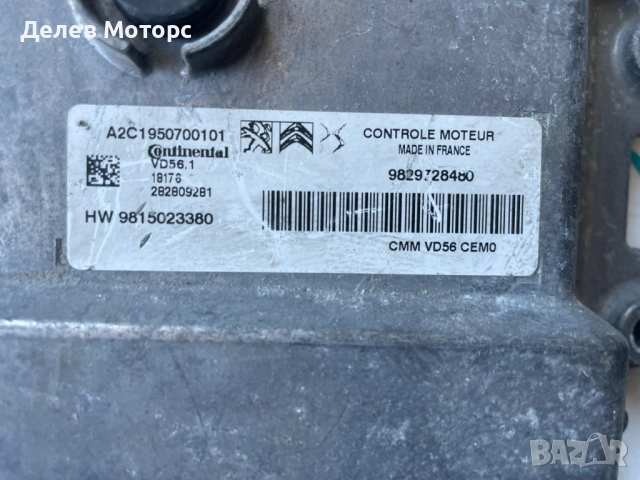 Делев Моторс
A2C1950700101
CONTROLE MOTEUR
Continental
MADE IN FRANCE
VD56.1
18176
9829728480
282809281
HW 9815023380
CMM VD56 CEM0
BAZAR